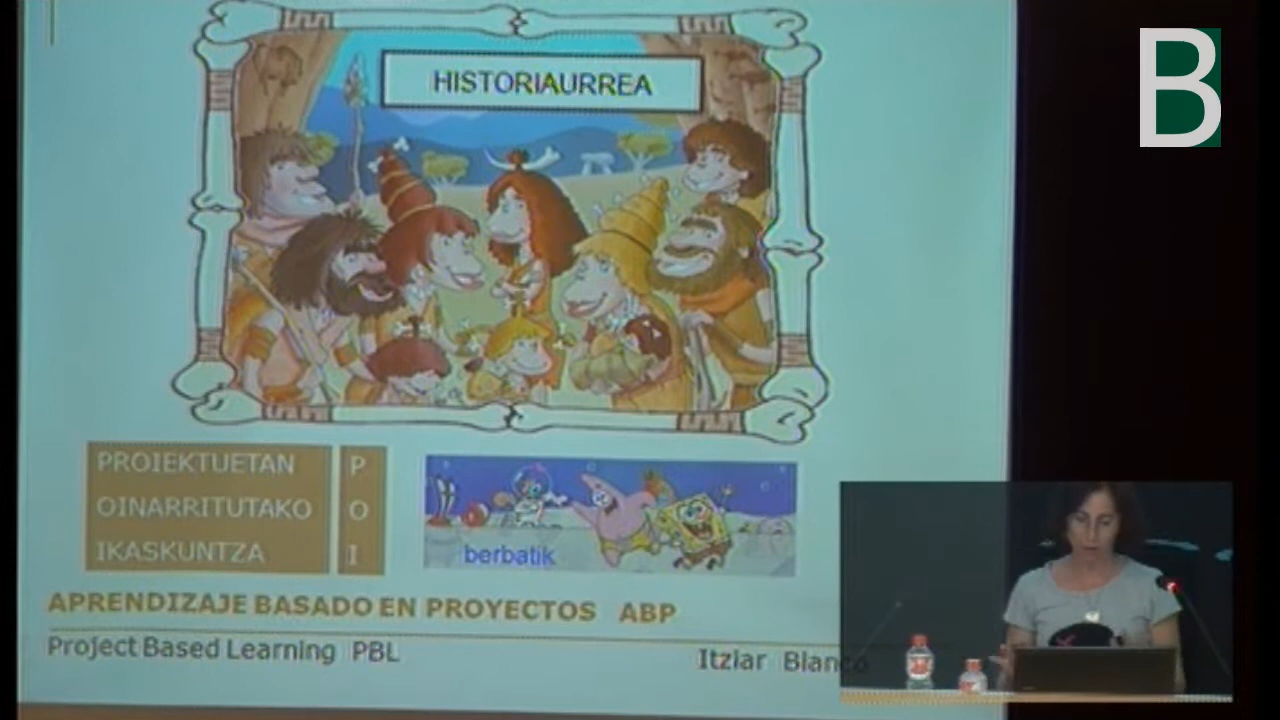 B
HISTORIAURREA
PROIEKTUETAN P
OINARRITUTAKO O
IKASKUNTZA I
berbatik
APRENDIZAJE BASADO EN PROYECTOS ABP
Project Based Learning PBL
Itziar Blanco